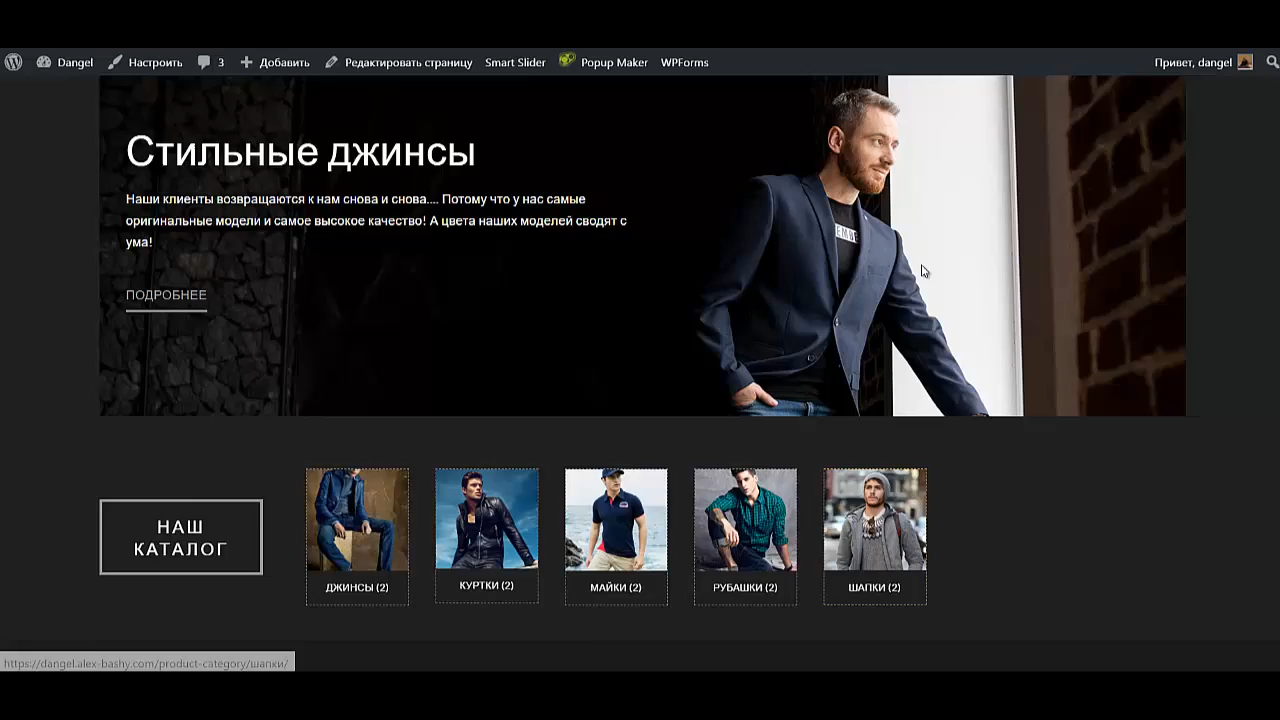 Dangel Настроить 3 Добавить Редактировать страницу Smart Slider Popup Maker WPForms Привет, dangel
Стильные джинсы
Наши клиенты возвращаются к нам снова и снова.... Потому что у нас самые
оригинальные модели и самое высокое качество! А цвета наших моделей сводят с
ума!
ПОДРОБНЕЕ
НАШ
КАТАЛОГ
ДЖИНСЫ (2)
КУРТКИ (2)
МАЙКИ (2)
РУБАШКИ (2)
ШАПКИ (2)
https://dangel.alex-bashy.com/product-category/шапки/